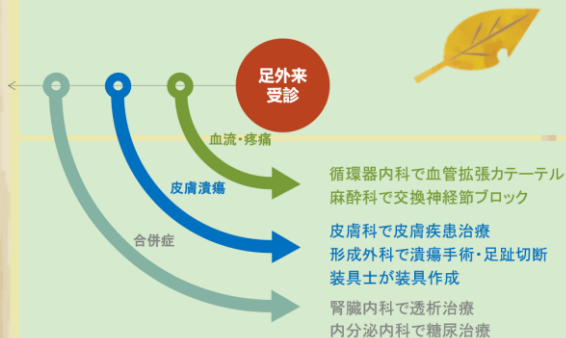 足外来
受診
血流・疼痛
皮膚潰瘍
合併症
循環器内科で血管拡張カテーテル
麻酔科で交換神経節ブロック
皮膚科で皮膚疾患治療
形成外科で潰瘍手術・足趾切断
装具士が装具作成
腎臓内科で透析治療
内分泌内科で糖尿治療